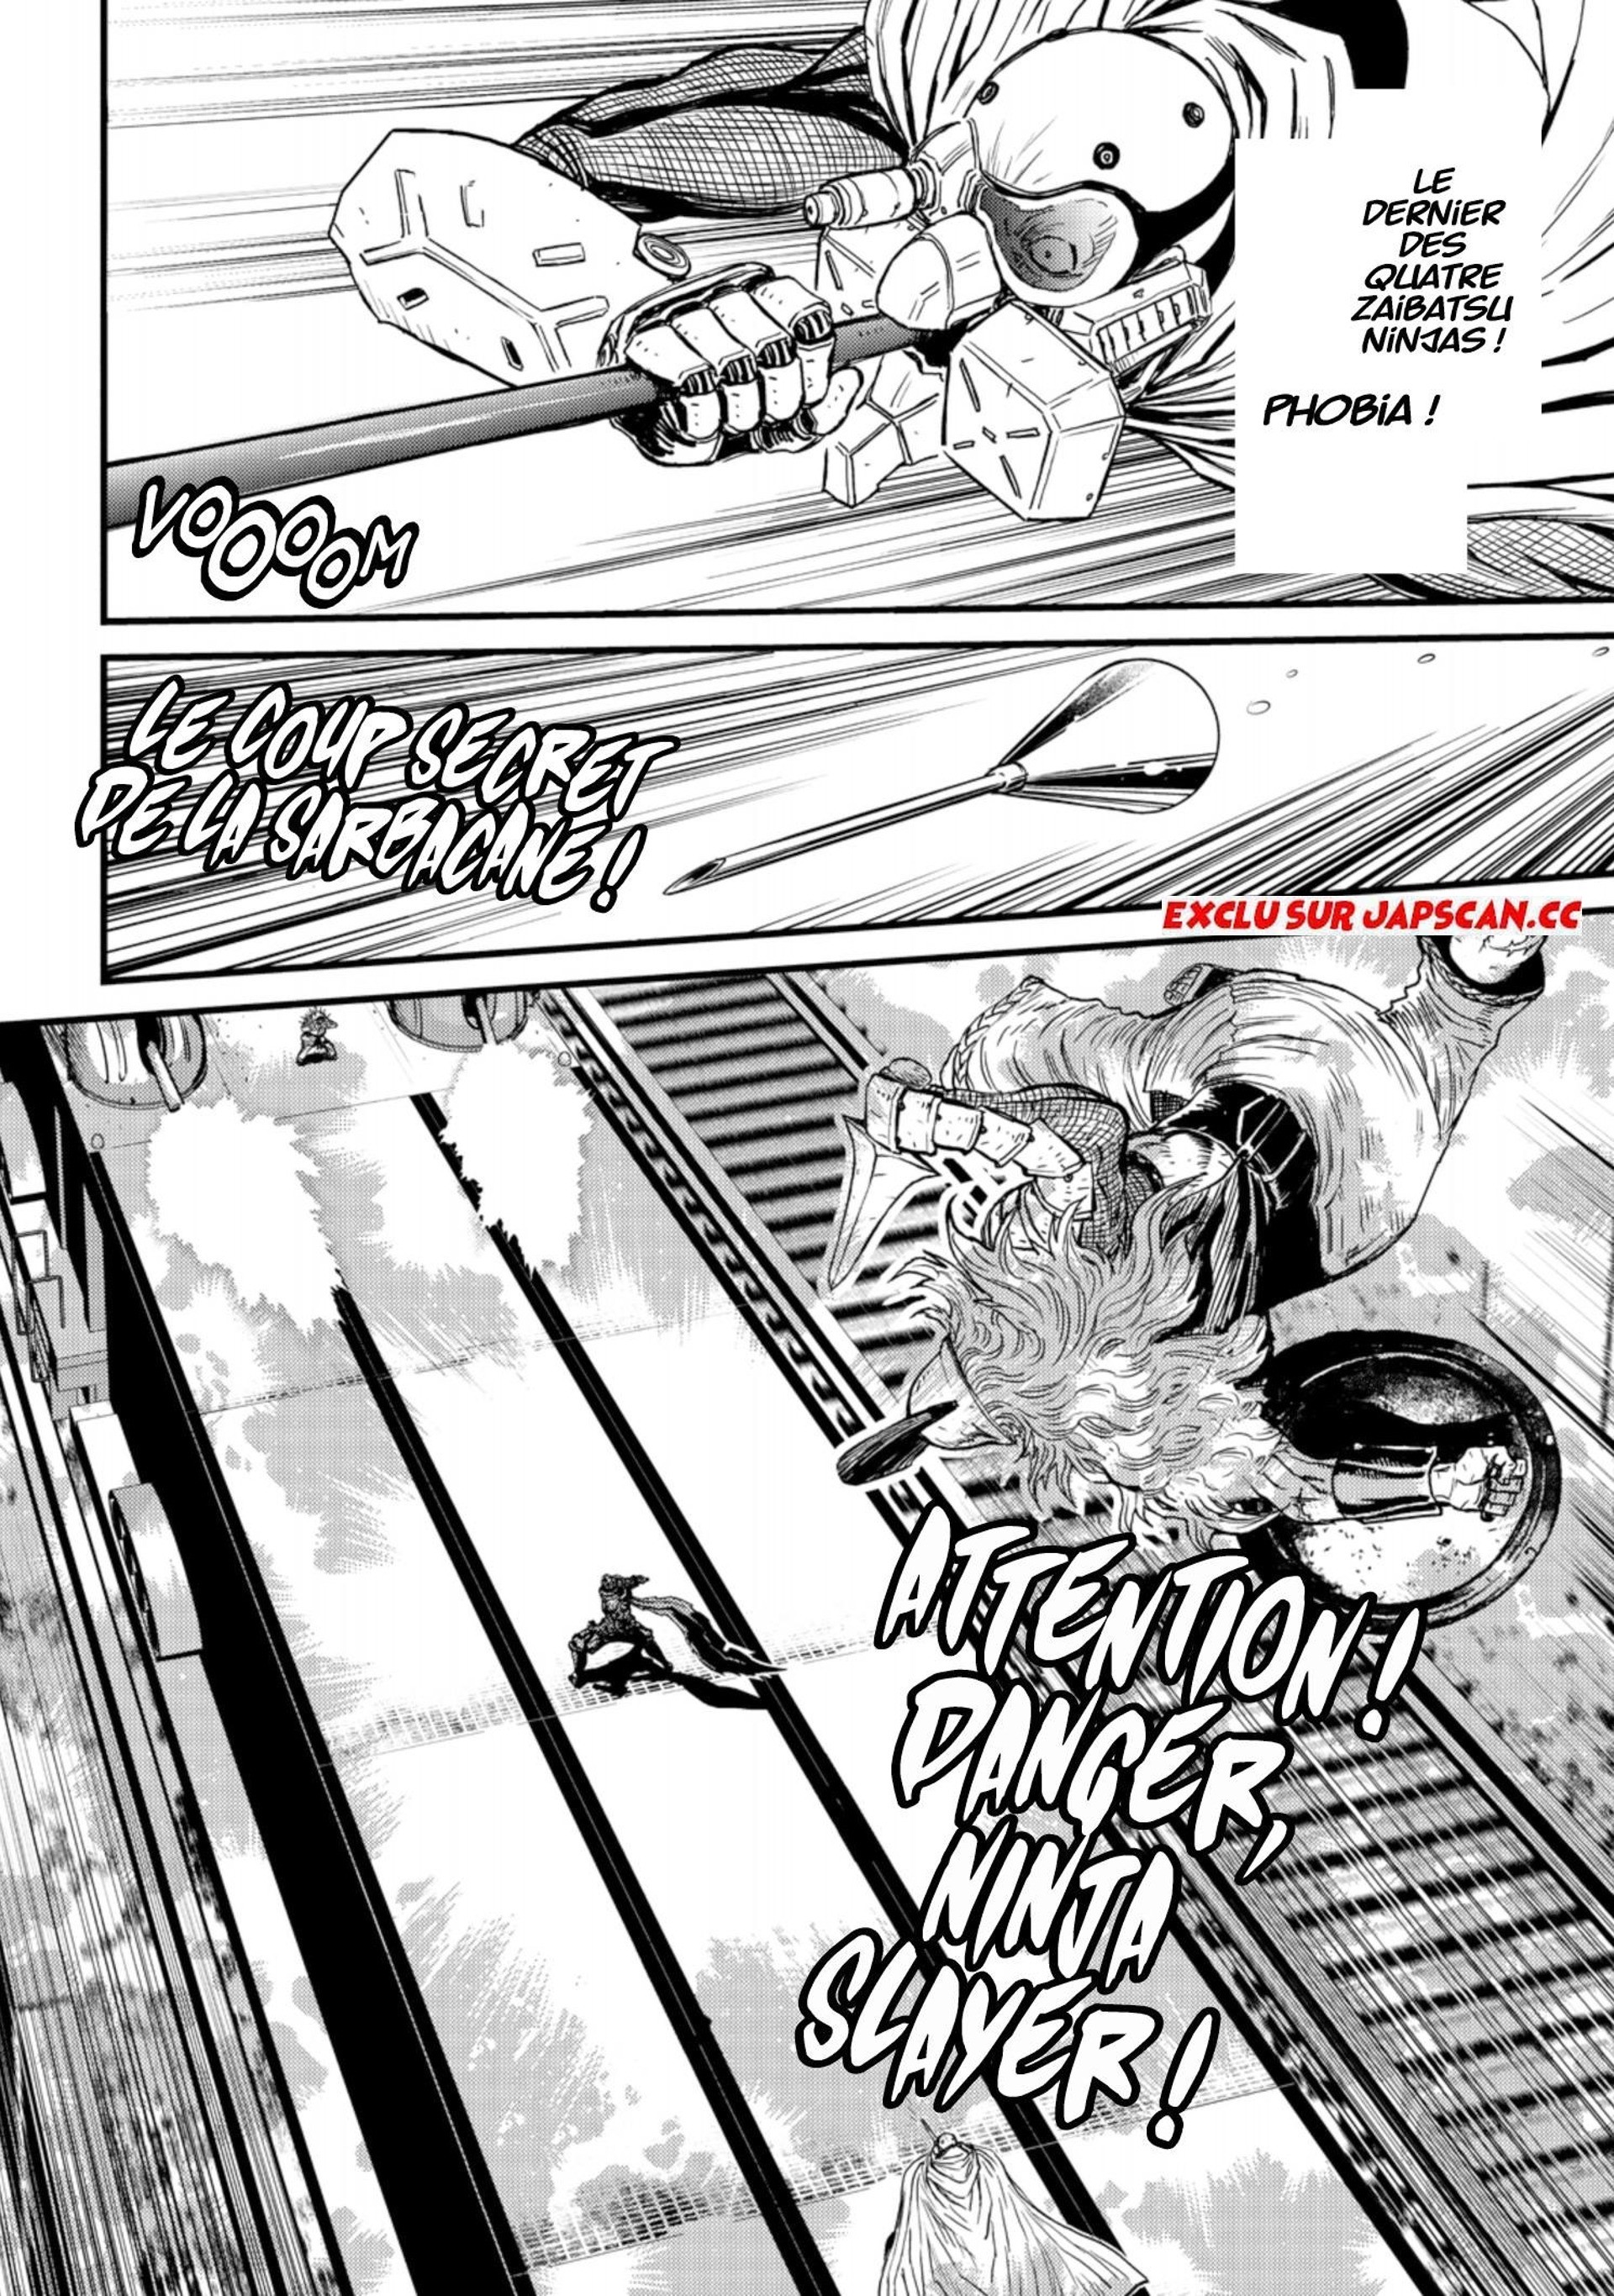 LE
DERNIER
DES
QUATRE
ZAIBATSU
NINJAS !
PHOBIA !
VOOOOM
LE COUP SECRET
DE LA SARBACANE !
EXCLU SUR JAPSCAN.CC
ATTENTION !
DANGER,
NINJA
SLAYER !